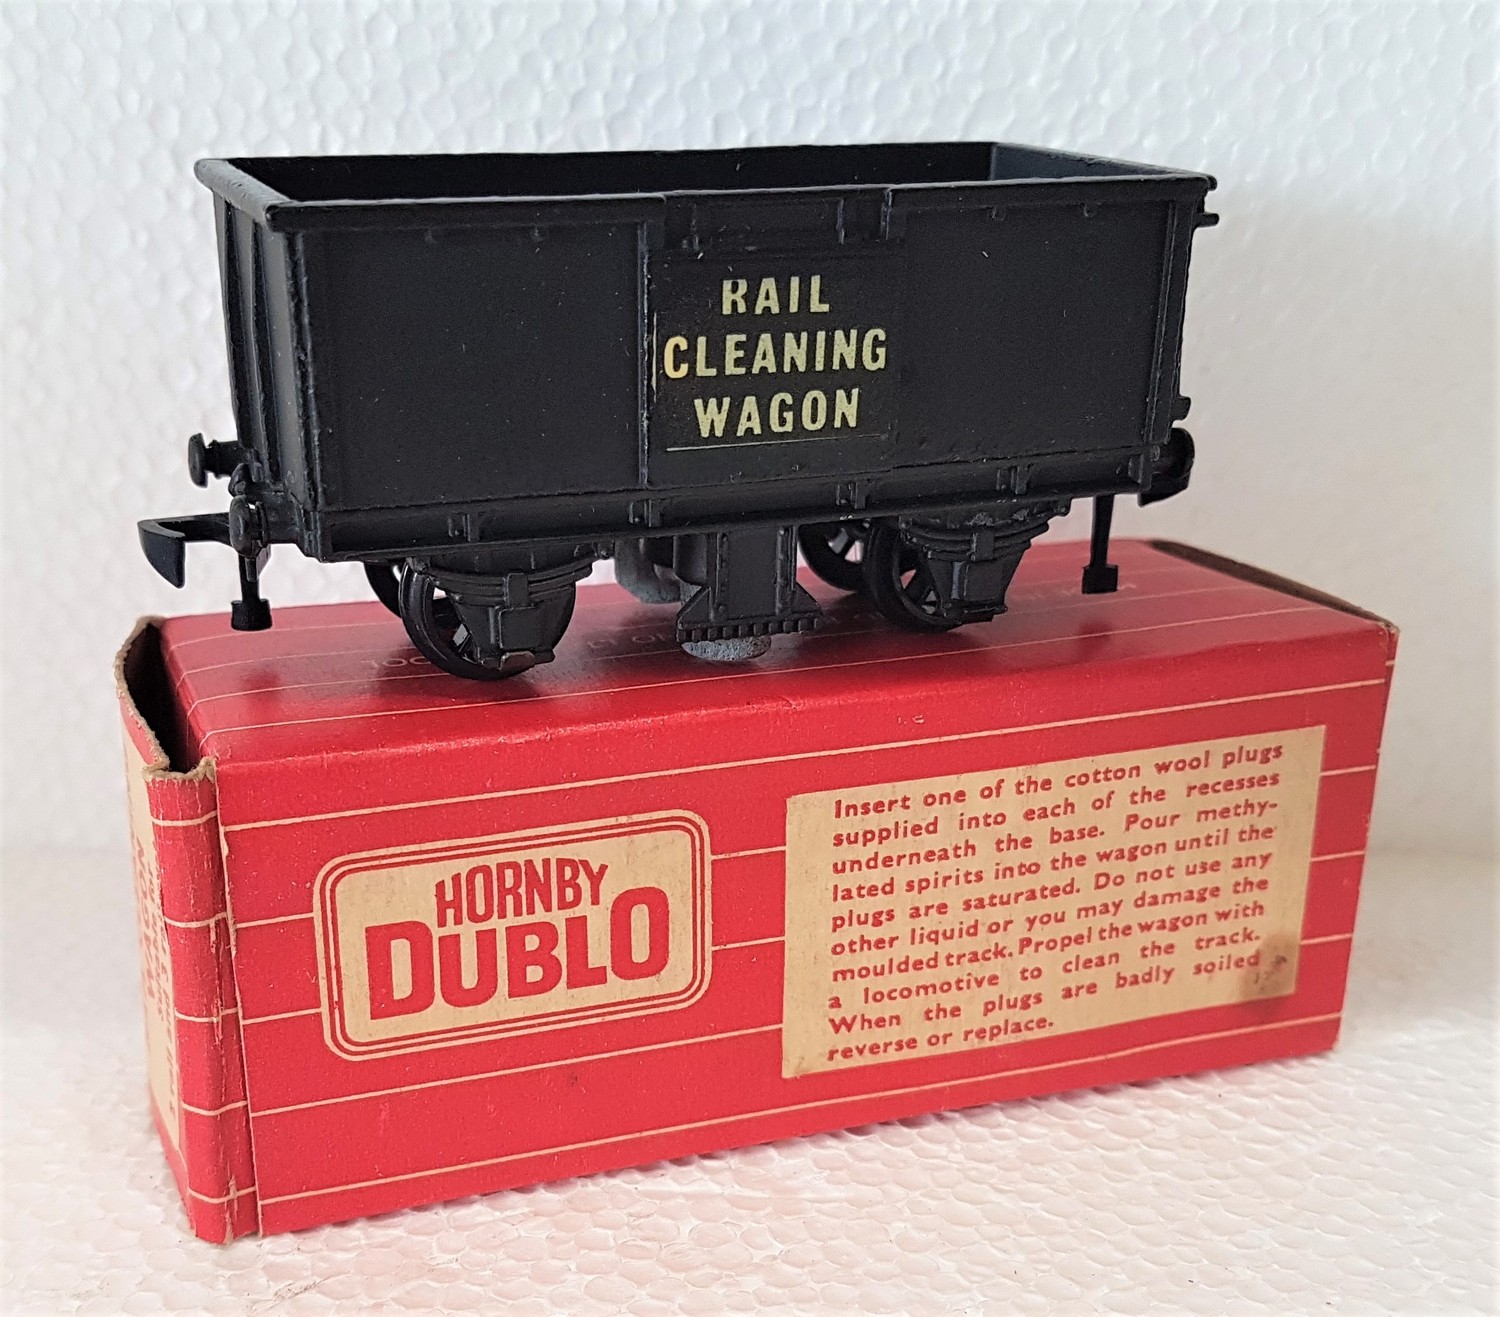 RAIL
CLEANING
WAGON
HORNBY
DUBLO
Insert one of the cotton wool plugs
supplied into each of the recesses
underneath the base. Pour methy-
lated spirits into the wagon until the
plugs are saturated. Do not use any
other liquid or you may damage the
moulded track. Propel the wagon with
a locomotive to clean the track.
When the plugs are badly soiled
reverse or replace.